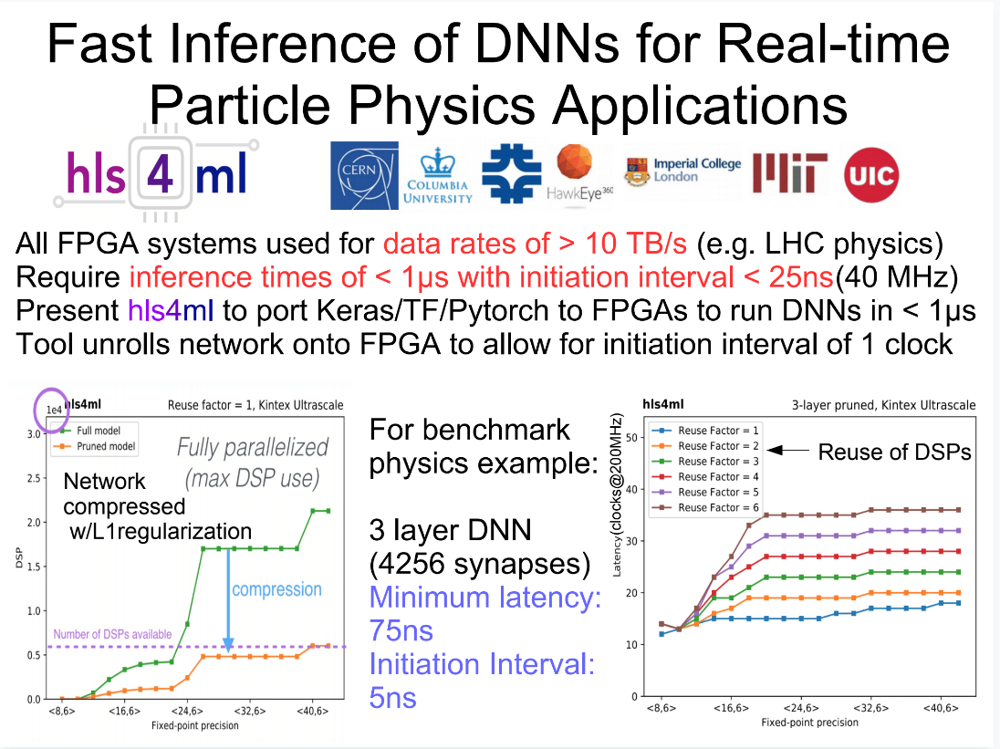 Fast Inference of DNNs for Real-time
Particle Physics Applications
hls 4 ml
CERN
COLUMBIA
UNIVERSITY
HawkEye360
Imperial College
London
MIT
UIC
All FPGA systems used for data rates of > 10 TB/s (e.g. LHC physics)
Require inference times of < 1µs with initiation interval < 25ns(40 MHz)
Present hls4ml to port Keras/TF/Pytorch to FPGAs to run DNNs in < 1µs
Tool unrolls network onto FPGA to allow for initiation interval of 1 clock
1e4 hls4ml
Reuse factor = 1, Kintex Ultrascale
Full model
Pruned model
Fully parallelized
(max DSP use)
Network
compressed
w/L1regularization
compression
Number of DSPs available
DSP
3.0
2.5
2.0
1.5
1.0
0.5
0.0
<8,6>
<16,6>
<24,6>
<32,6>
<40,6>
Fixed-point precision
For benchmark
physics example:
3 layer DNN
(4256 synapses)
Minimum latency:
75ns
Initiation Interval:
5ns
hls4ml
3-layer pruned, Kintex Ultrascale
Reuse Factor = 1
Reuse Factor = 2
Reuse Factor = 3
Reuse Factor = 4
Reuse Factor = 5
Reuse Factor = 6
Reuse of DSPs
Latency(clocks@200MHz)
50
40
30
20
10
0
<8,6>
<16,6>
<24,6>
<32,6>
<40,6>
Fixed-point precision